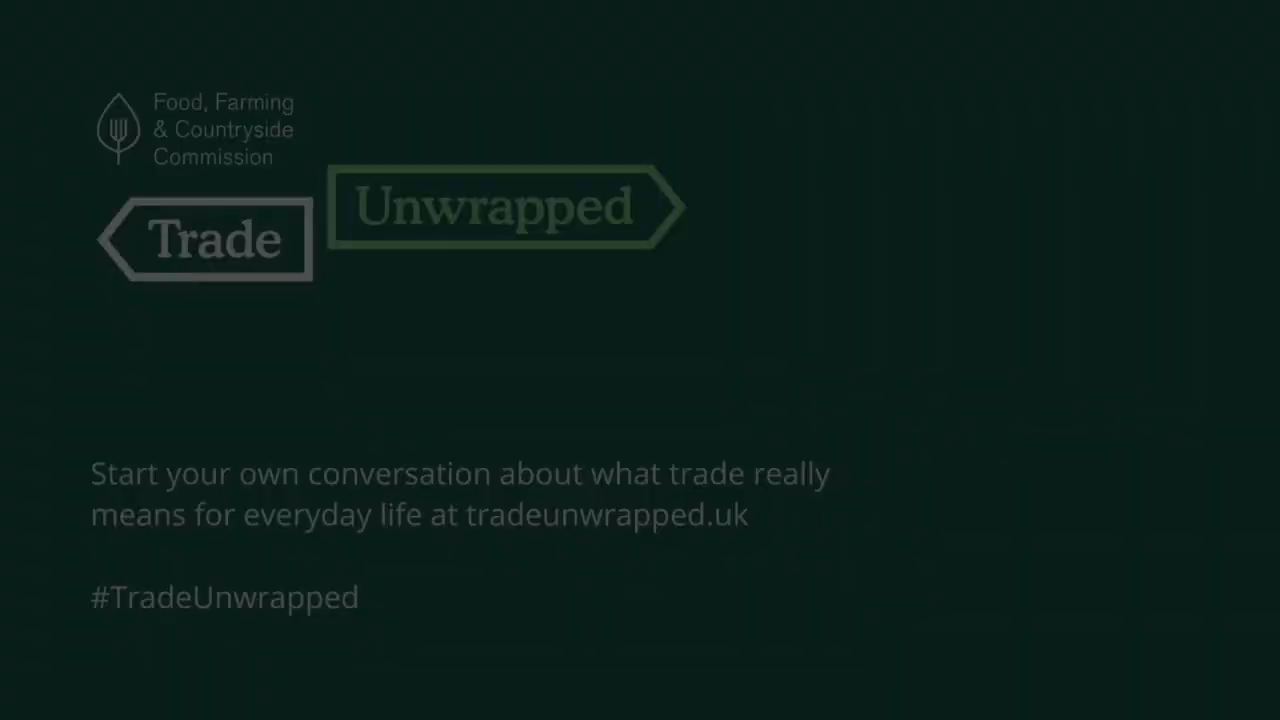 Food, Farming
& Countryside
Commission
Trade
Unwrapped
Start your own conversation about what trade really
means for everyday life at tradeunwrapped.uk
#TradeUnwrapped